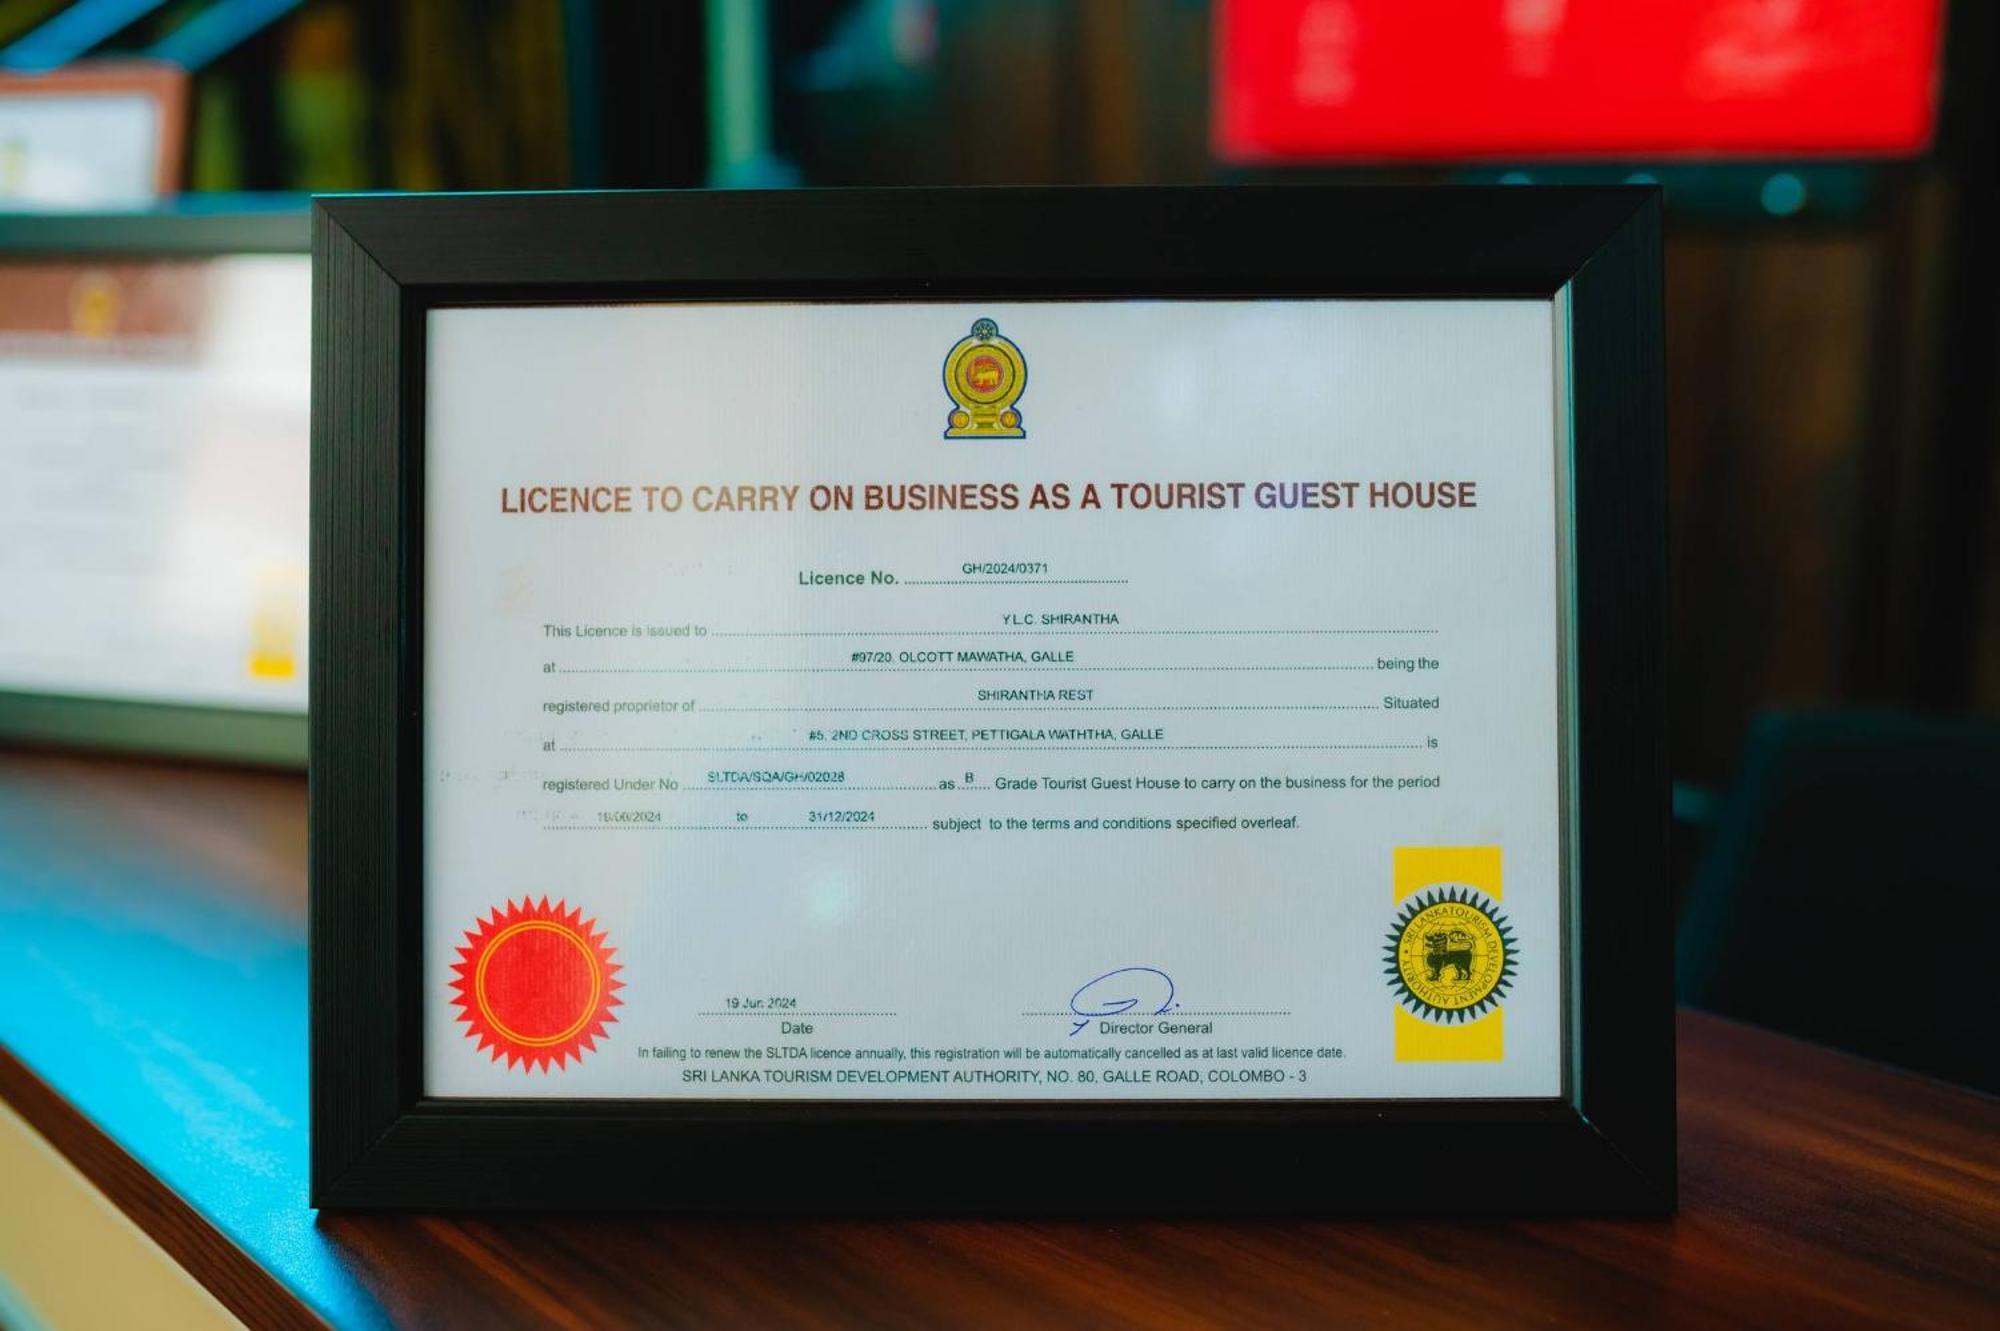 LICENCE TO CARRY ON BUSINESS AS A TOURIST GUEST HOUSE
Licence No. GH/2024/0371
This Licence is issued to Y.L.C. SHIRANTHA
at #97/20, OLCOTT MAWATHA, GALLE being the
registered proprietor of SHIRANTHA REST Situated
at #5, 2ND CROSS STREET, PETTIGALA WATHTHA, GALLE is
registered Under No SLTDA/SQA/GH/02028 as B Grade Tourist Guest House to carry on the business for the period
to 31/12/2024 subject to the terms and conditions specified overleaf.
19 Jun 2024
Date Director General
In failing to renew the SLTDA licence annually, this registration will be automatically cancelled as at last valid licence date.
SRI LANKA TOURISM DEVELOPMENT AUTHORITY, NO. 80, GALLE ROAD, COLOMBO - 3
SRI LANKA TOURISM DEVELOPMENT AUTHORITY